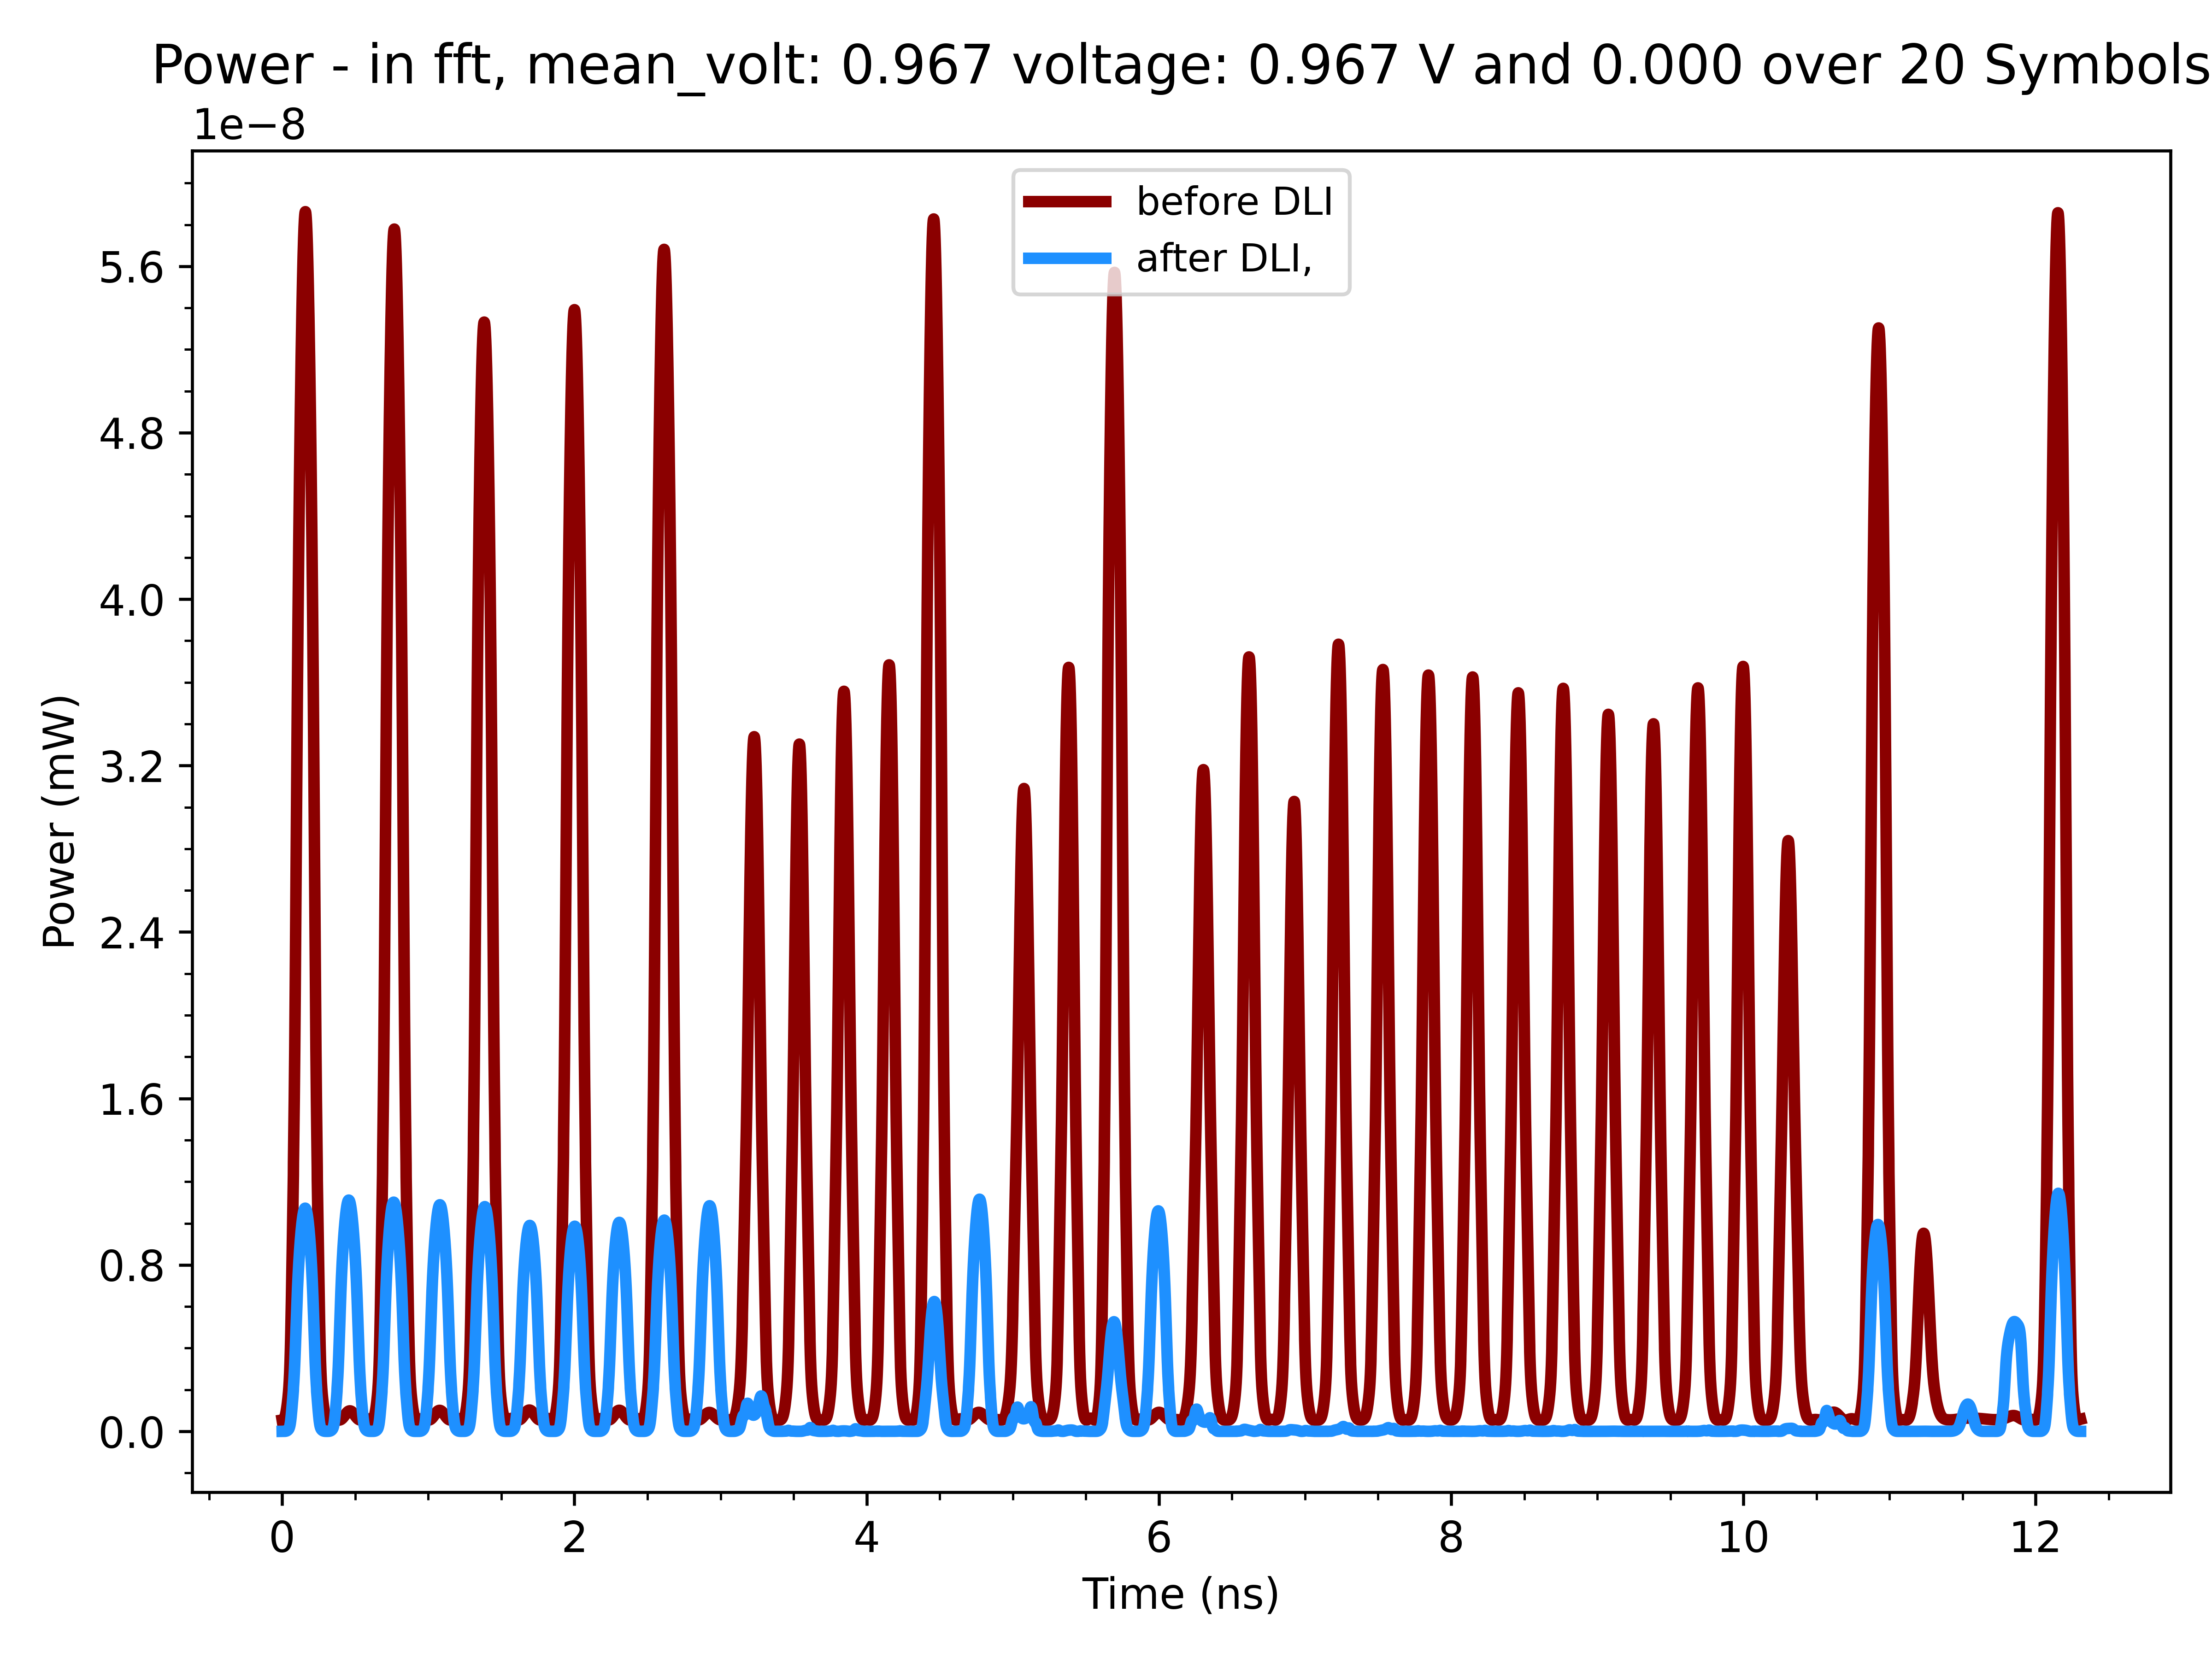 Power - in fft, mean_volt: 0.967 voltage: 0.967 V and 0.000 over 20 Symbols
1e−8
before DLI
after DLI,
5.6
4.8
4.0
3.2
2.4
1.6
0.8
0.0
Power (mW)
0 2 4 6 8 10 12
Time (ns)